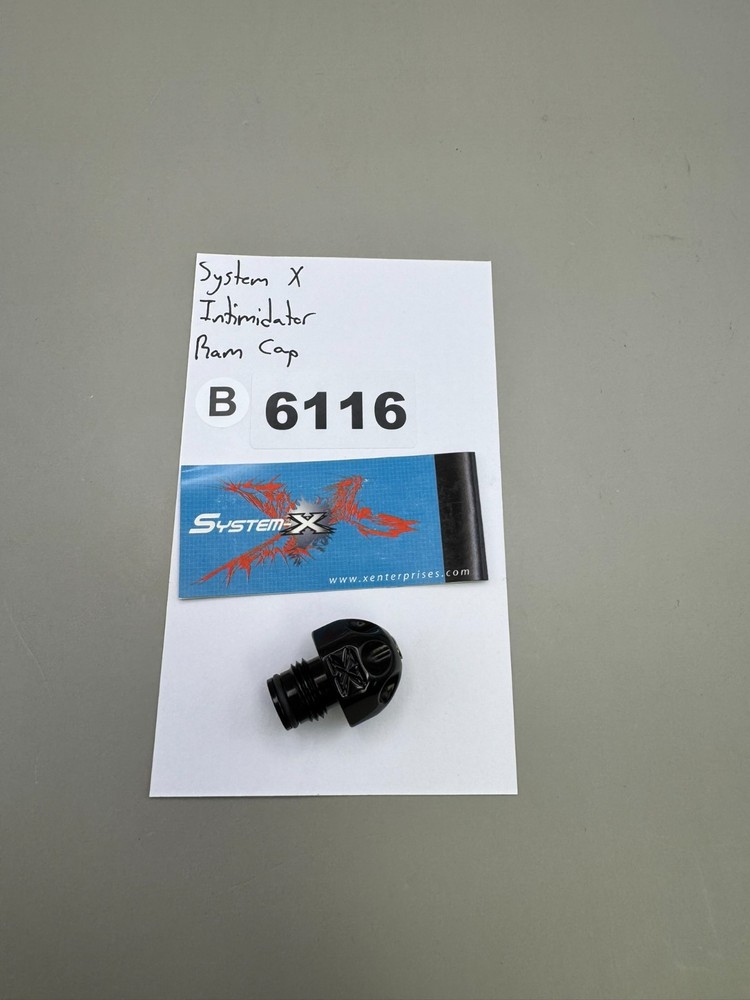 System X
Intimidator
Ram Cap
B 6116
SYSTEM-X
www.xenterprises.com
X